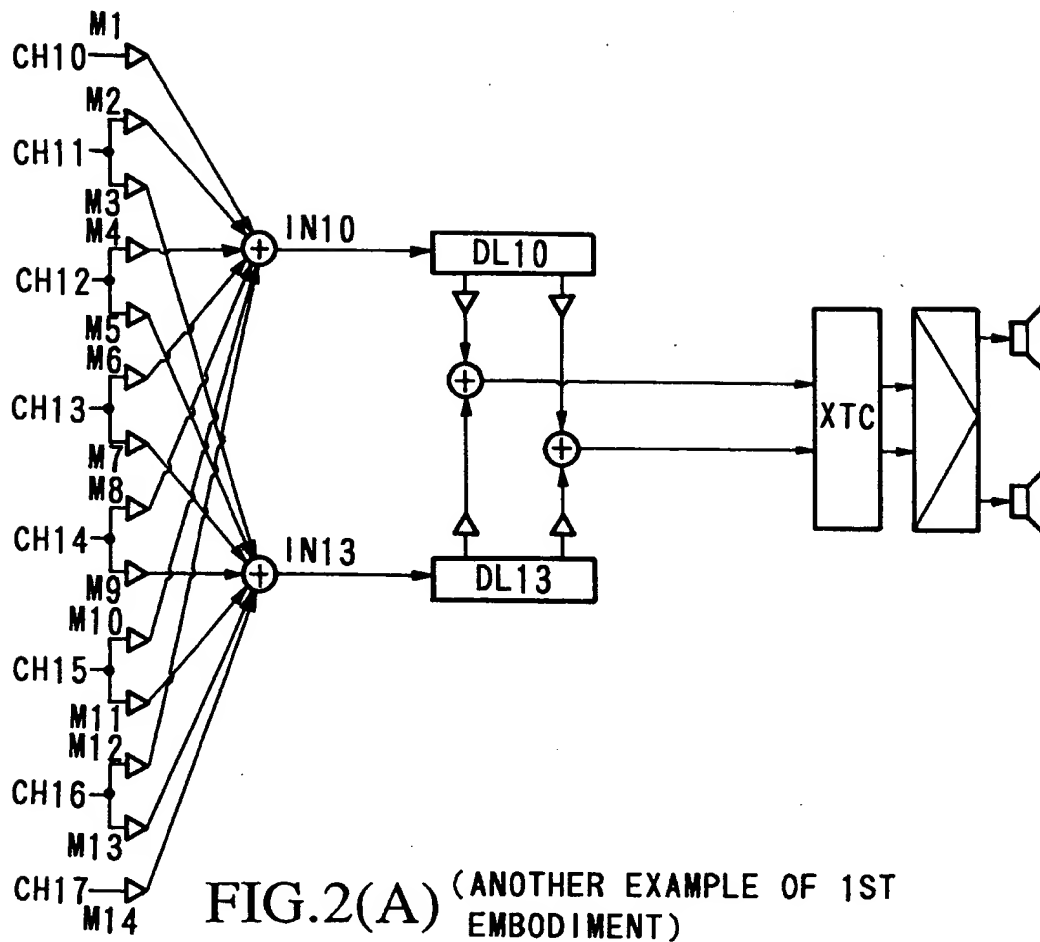 M1
CH10
M2
CH11
M3
M4
IN10
DL10
CH12
M5
M6
CH13
XTC
M7
M8
CH14
IN13
M9
DL13
M10
CH15
M11
M12
CH16
M13
CH17
M14
FIG.2(A) (ANOTHER EXAMPLE OF 1ST
EMBODIMENT)